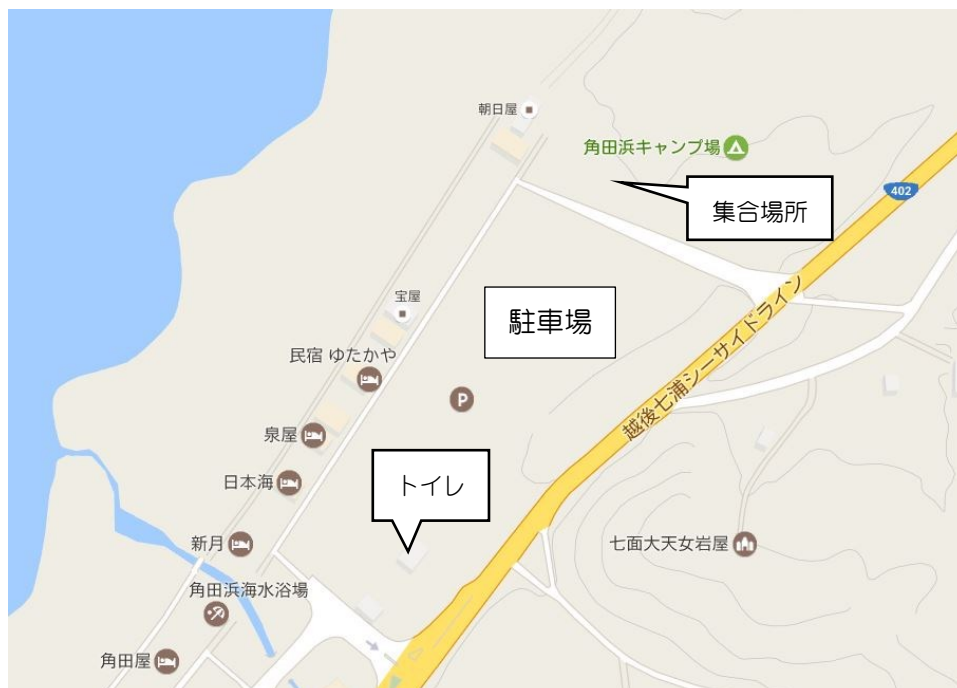 朝日屋
角田浜キャンプ場
402
集合場所
宝屋
駐車場
越後七浦シーサイドライン
民宿 ゆたかや
P
泉屋
日本海
トイレ
新月
七面大天女岩屋
角田浜海水浴場
角田屋